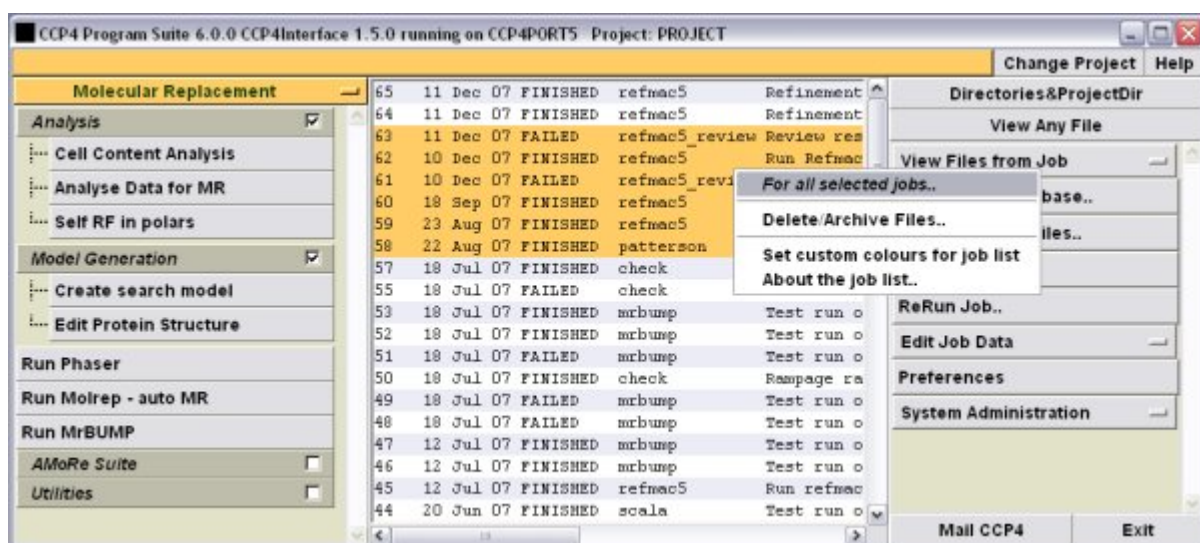 CCP4 Program Suite 6.0.0 CCP4Interface 1.5.0 running on CCP4PORT5 Project: PROJECT
Change Project Help
Molecular Replacement
Analysis
Cell Content Analysis
Analyse Data for MR
Self RF in polars
Model Generation
Create search model
Edit Protein Structure
Run Phaser
Run Molrep - auto MR
Run MrBUMP
AMoRe Suite
Utilities
65 11 Dec 07 FINISHED refmac5 Refinement
64 11 Dec 07 FINISHED refmac5 Refinement
63 11 Dec 07 FAILED refmac5_review Review res
62 10 Dec 07 FINISHED refmac5 Run Refmac
61 10 Dec 07 FAILED refmac5_revi
60 18 Sep 07 FINISHED refmac5
59 23 Aug 07 FINISHED refmac5
58 22 Aug 07 FINISHED patterson
57 18 Jul 07 FINISHED check
55 18 Jul 07 FAILED check
53 18 Jul 07 FINISHED mrbump Test run o
52 18 Jul 07 FINISHED mrbump Test run o
51 18 Jul 07 FAILED mrbump Test run o
50 18 Jul 07 FINISHED check Rampage ra
49 18 Jul 07 FAILED mrbump Test run o
48 18 Jul 07 FAILED mrbump Test run o
47 12 Jul 07 FINISHED mrbump Test run o
46 12 Jul 07 FINISHED mrbump Test run o
45 12 Jul 07 FINISHED refmac5 Run refmac
44 20 Jun 07 FINISHED scala Test run o
For all selected jobs..
Delete/Archive Files..
Set custom colours for job list
About the job list..
Directories&ProjectDir
View Any File
View Files from Job
base..
iles..
ReRun Job..
Edit Job Data
Preferences
System Administration
Mail CCP4 Exit